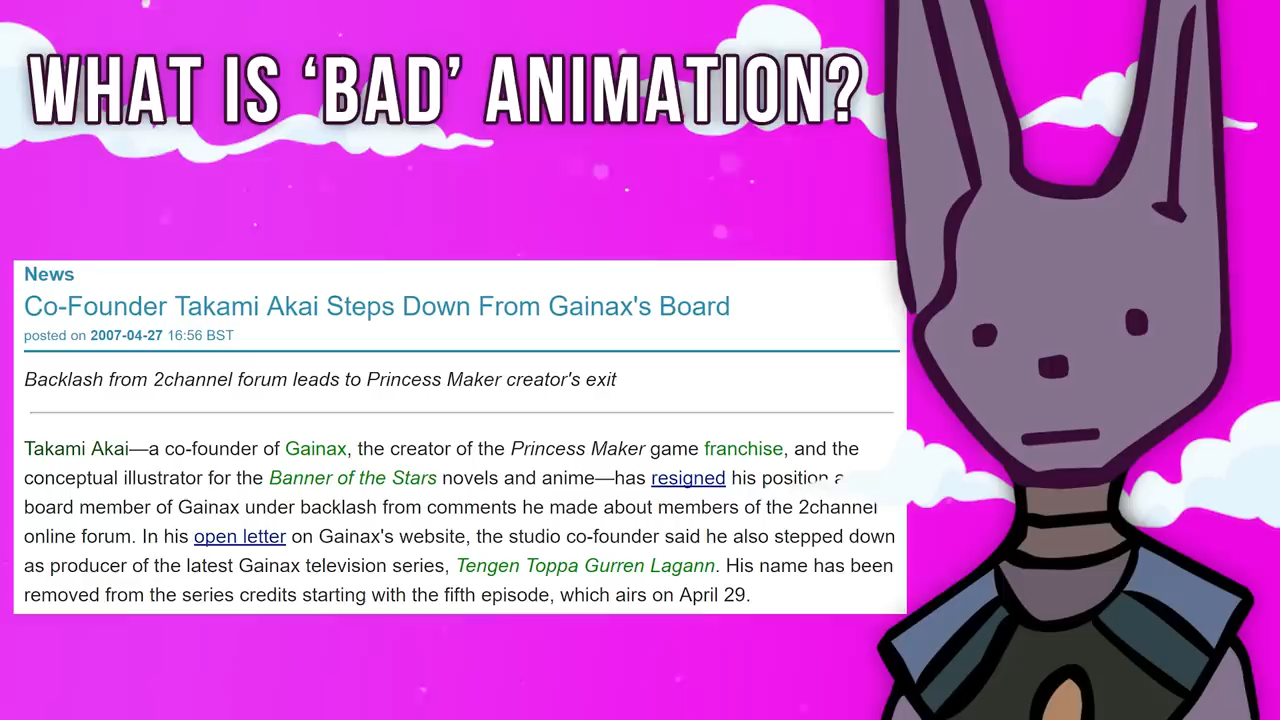 WHAT IS ‘BAD’ ANIMATION?
News
Co-Founder Takami Akai Steps Down From Gainax's Board
posted on 2007-04-27 16:56 BST
Backlash from 2channel forum leads to Princess Maker creator's exit
Takami Akai—a co-founder of Gainax, the creator of the Princess Maker game franchise, and the
conceptual illustrator for the Banner of the Stars novels and anime—has resigned his position
board member of Gainax under backlash from comments he made about members of the 2channel
online forum. In his open letter on Gainax's website, the studio co-founder said he also stepped down
as producer of the latest Gainax television series, Tengen Toppa Gurren Lagann. His name has been
removed from the series credits starting with the fifth episode, which airs on April 29.